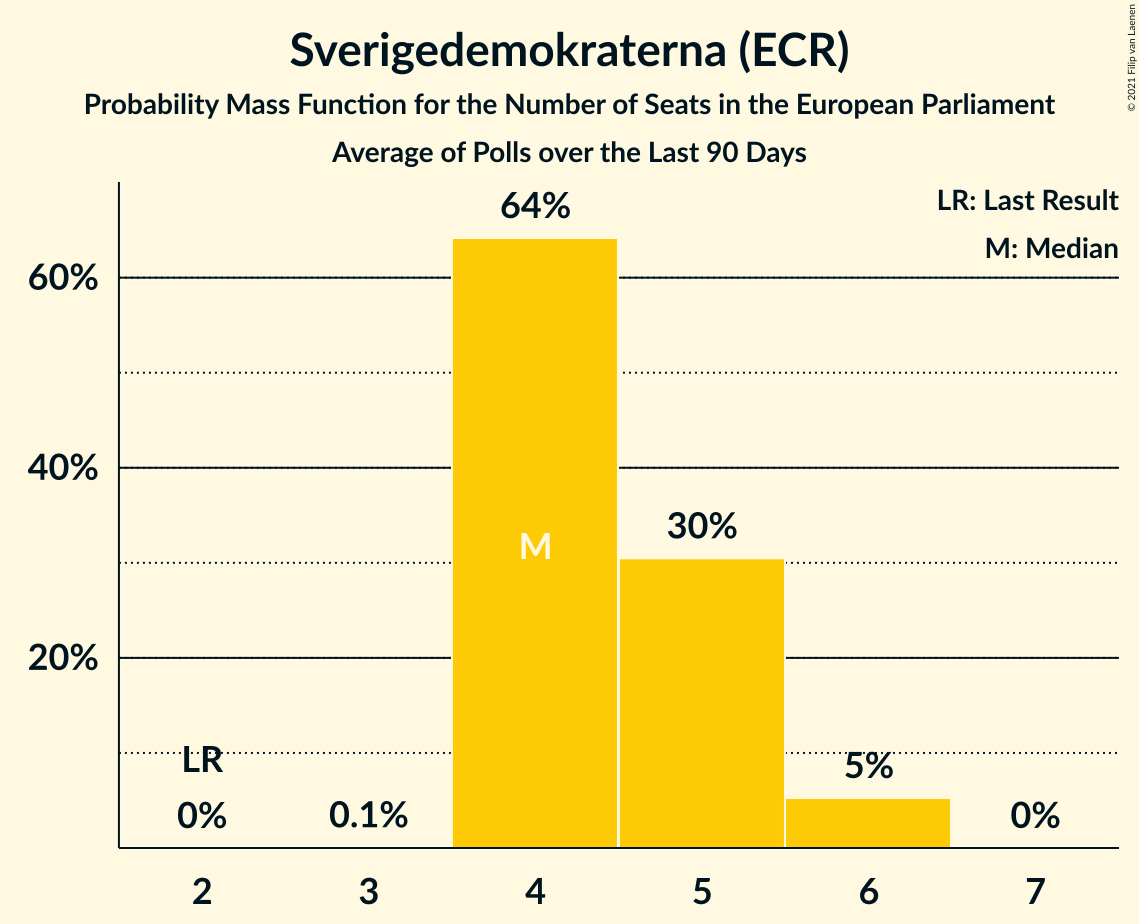 Sverigedemokraterna (ECR)
Probability Mass Function for the Number of Seats in the European Parliament
Average of Polls over the Last 90 Days
© 2021 Filip van Laenen
LR: Last Result
M: Median
64%
60%
40%
30%
M
20%
LR
5%
0%
0.1%
0%
2 3 4 5 6 7